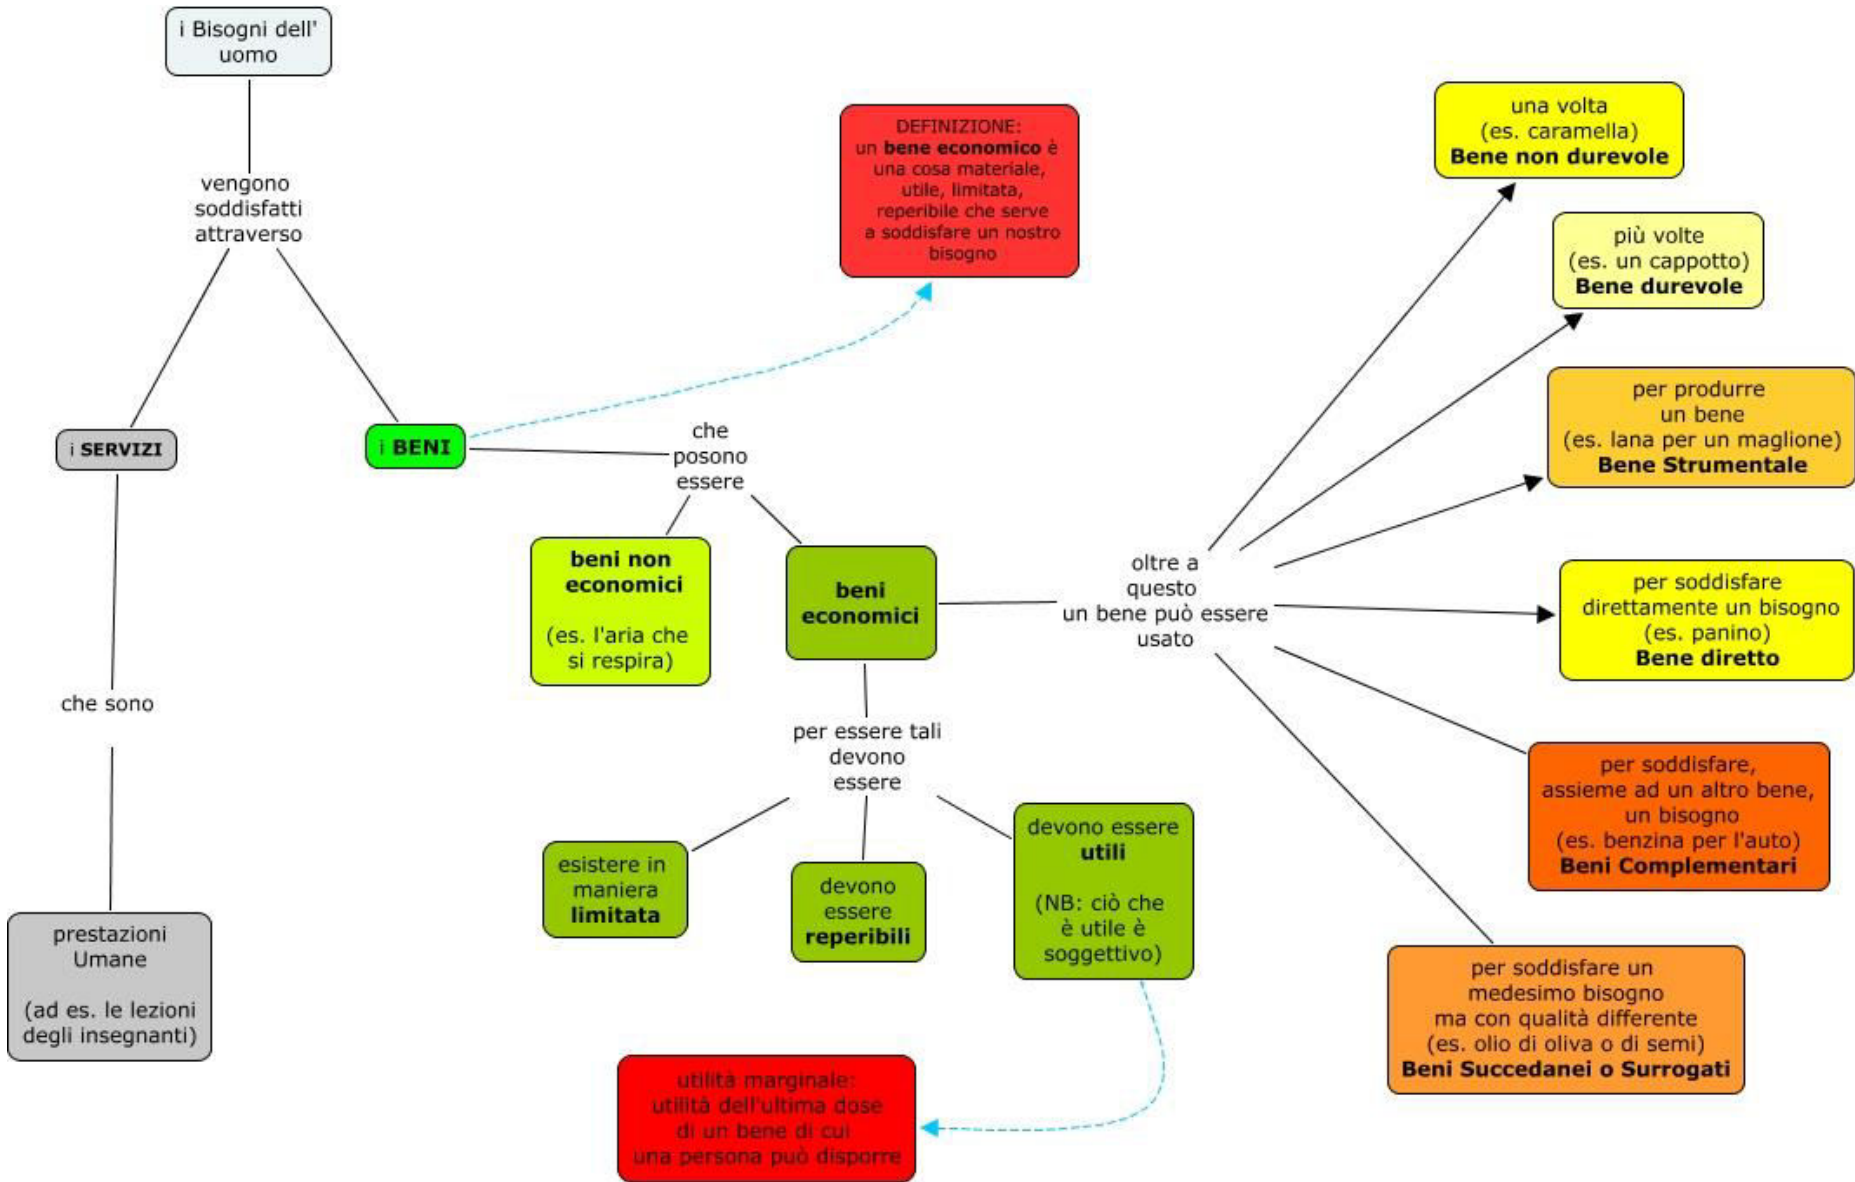 i Bisogni dell'
uomo
vengono
soddisfatti
attraverso
i SERVIZI
che sono
prestazioni
Umane
(ad es. le lezioni
degli insegnanti)
i BENI
DEFINIZIONE:
un bene economico è
una cosa materiale,
utile, limitata,
reperibile che serve
a soddisfare un nostro
bisogno
che
posono
essere
beni non
economici
(es. l'aria che
si respira)
beni
economici
per essere tali
devono
essere
esistere in
maniera
limitata
devono
essere
reperibili
devono essere
utili
(NB: ciò che
è utile è
soggettivo)
utilità marginale:
utilità dell'ultima dose
di un bene di cui
una persona può disporre
oltre a
questo
un bene può essere
usato
una volta
(es. caramella)
Bene non durevole
più volte
(es. un cappotto)
Bene durevole
per produrre
un bene
(es. lana per un maglione)
Bene Strumentale
per soddisfare
direttamente un bisogno
(es. panino)
Bene diretto
per soddisfare,
assieme ad un altro bene,
un bisogno
(es. benzina per l'auto)
Beni Complementari
per soddisfare un
medesimo bisogno
ma con qualità differente
(es. olio di oliva o di semi)
Beni Succedanei o Surrogati